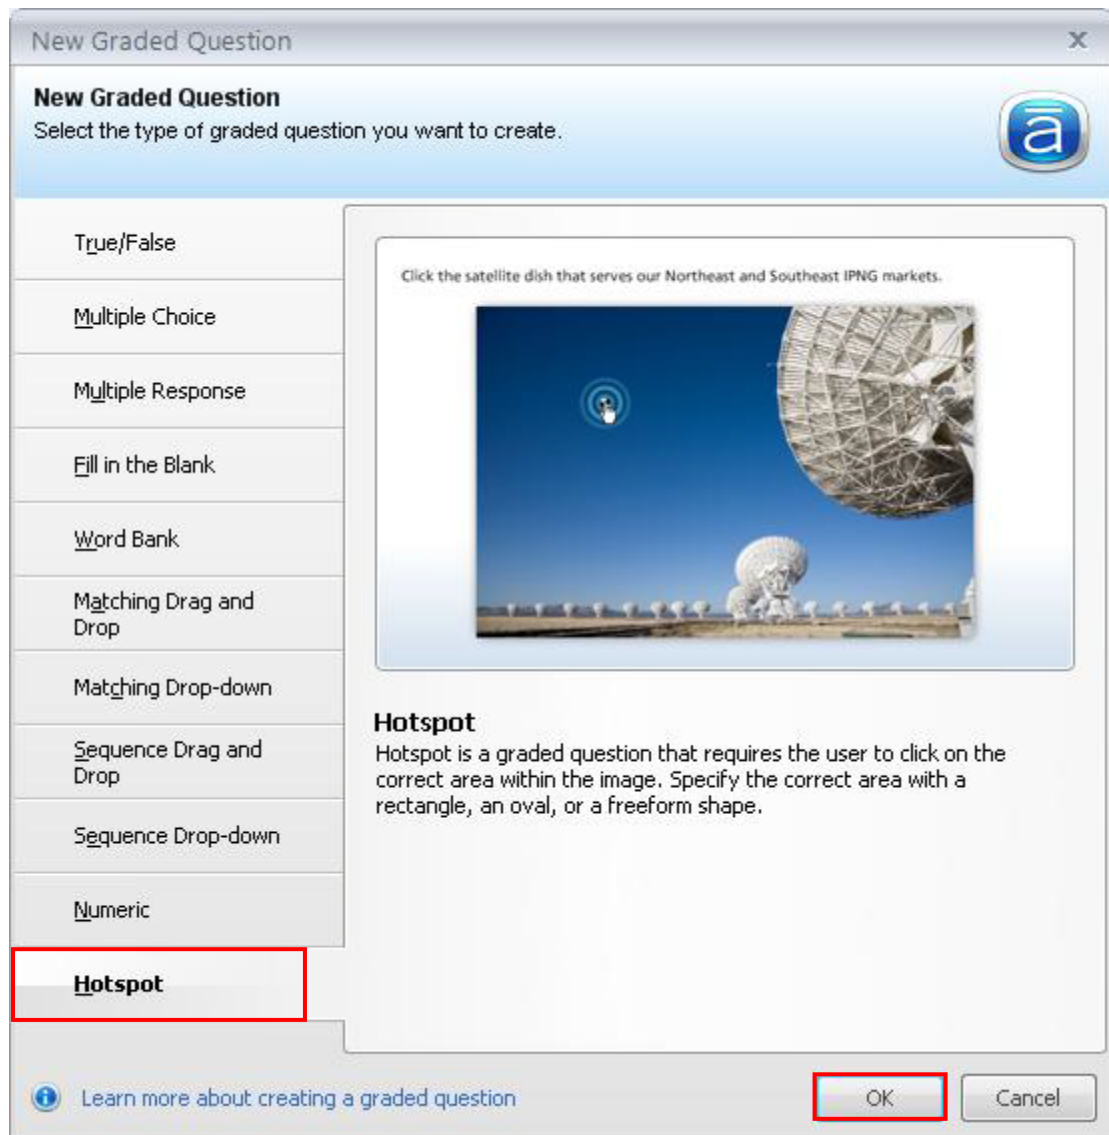 New Graded Question
x
New Graded Question
Select the type of graded question you want to create.
ā
True/False
Multiple Choice
Multiple Response
Fill in the Blank
Word Bank
Matching Drag and
Drop
Matching Drop-down
Sequence Drag and
Drop
Sequence Drop-down
Numeric
Hotspot
Click the satellite dish that serves our Northeast and Southeast IPNG markets.
Hotspot
Hotspot is a graded question that requires the user to click on the
correct area within the image. Specify the correct area with a
rectangle, an oval, or a freeform shape.
Learn more about creating a graded question
OK
Cancel